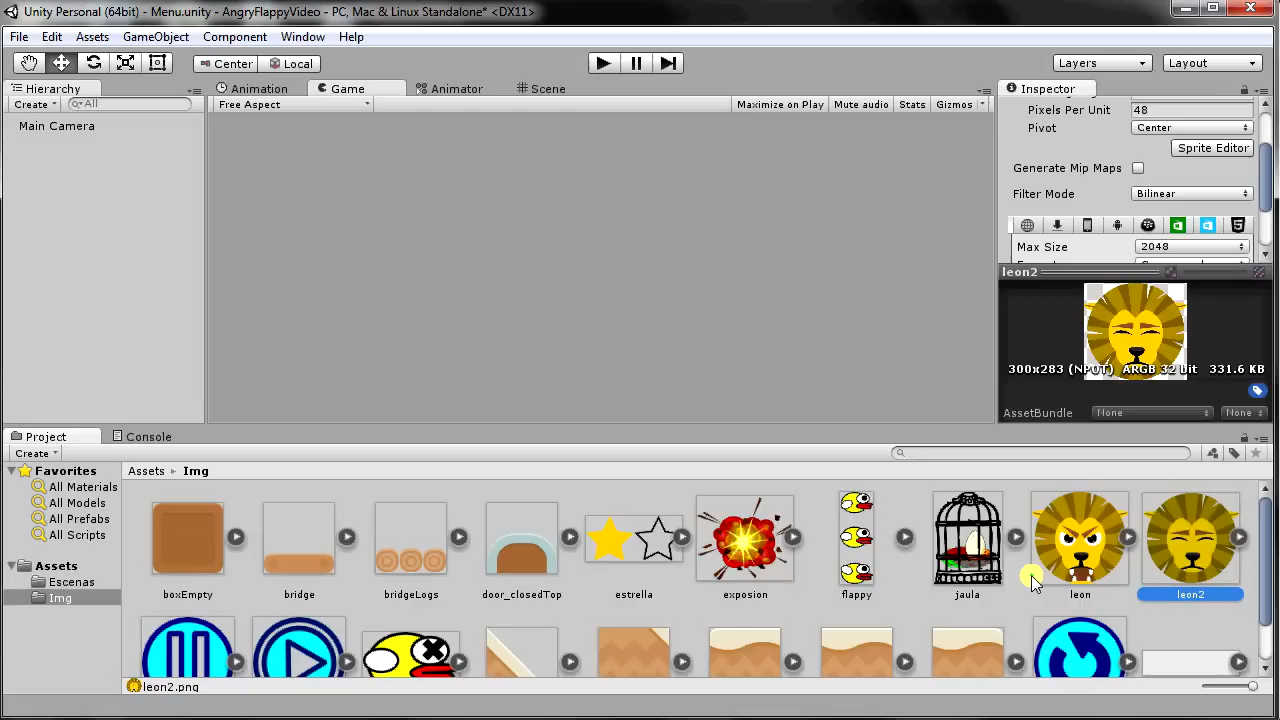 Unity Personal (64bit) - Menu.unity - AngryFlappyVideo - PC, Mac & Linux Standalone* <DX11>
File Edit Assets GameObject Component Window Help
Center Local Layers Layout
Hierarchy Animation Game Animator Scene Inspector
Create All Free Aspect Maximize on Play Mute audio Stats Gizmos
Main Camera
Pixels Per Unit 48
Pivot Center
Sprite Editor
Generate Mip Maps
Filter Mode Bilinear
Max Size 2048
leon2
300x283 (NPOT) ARGB 32 bit 331.6 KB
AssetBundle None None
Project Console
Create
Favorites
All Materials
All Models
All Prefabs
All Scripts
Assets
Escenas
Img
Assets Img
boxEmpty bridge bridgeLogs door_closedTop estrella exposion flappy jaula leon leon2
leon2.png